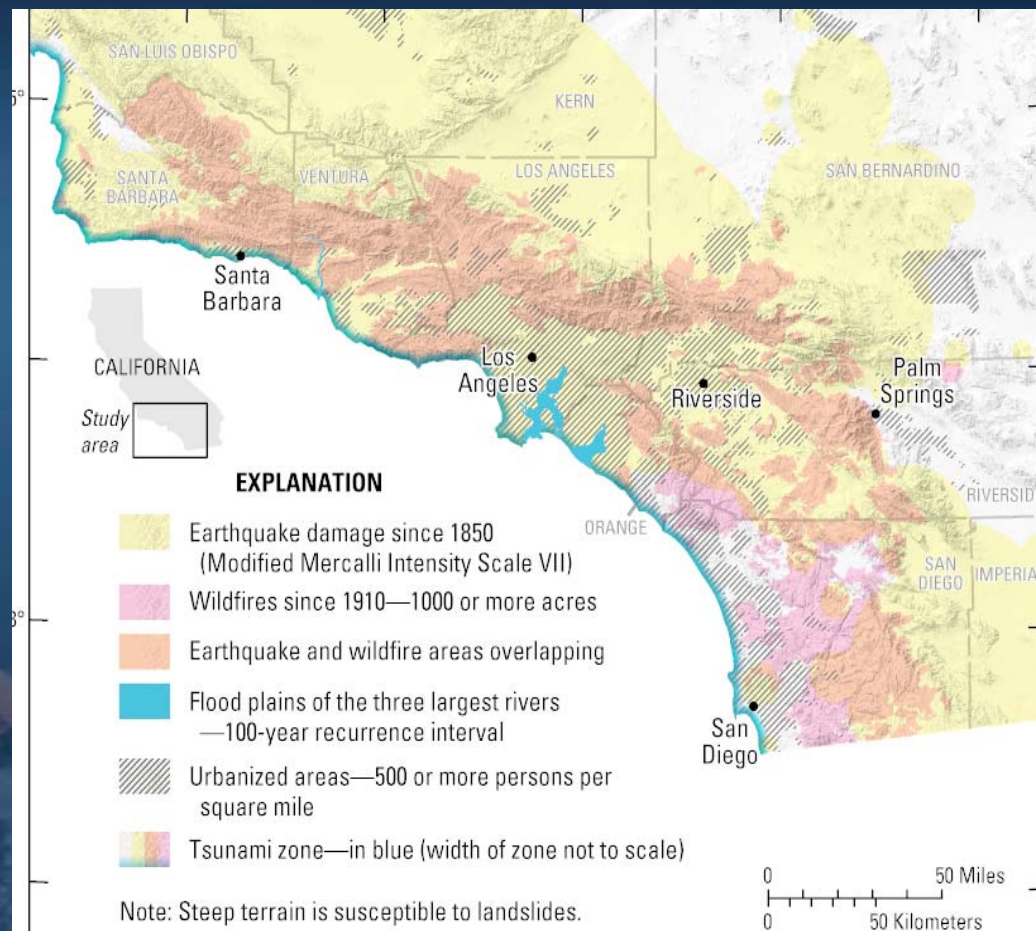 SAN LUIS OBISPO
KERN
SANTA
BARBARA
VENTURA
LOS ANGELES
SAN BERNARDINO
Santa
Barbara
CALIFORNIA
Study
area
Los
Angeles
Riverside
Palm
Springs
RIVERSID
ORANGE
SAN
DIEGO
IMPERIA
San
Diego
EXPLANATION
Earthquake damage since 1850
(Modified Mercalli Intensity Scale VII)
Wildfires since 1910—1000 or more acres
Earthquake and wildfire areas overlapping
Flood plains of the three largest rivers
—100-year recurrence interval
Urbanized areas—500 or more persons per
square mile
Tsunami zone—in blue (width of zone not to scale)
Note: Steep terrain is susceptible to landslides.
0 50 Miles
0 50 Kilometers